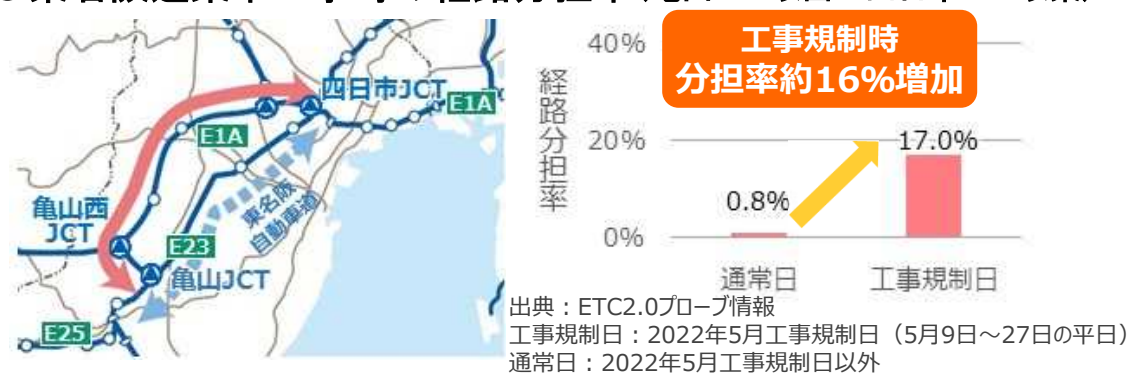 四日市JCT
E1A
E1A
亀山西
JCT
東名阪
自動車道
E23
亀山JCT
E25
工事規制時
分担率約16%増加
経路分担率
40%
20%
0%
0.8%
17.0%
通常日
工事規制日
出典：ETC2.0プローブ情報
工事規制日：2022年5月工事規制日（5月9日～27日の平日）
通常日：2022年5月工事規制日以外